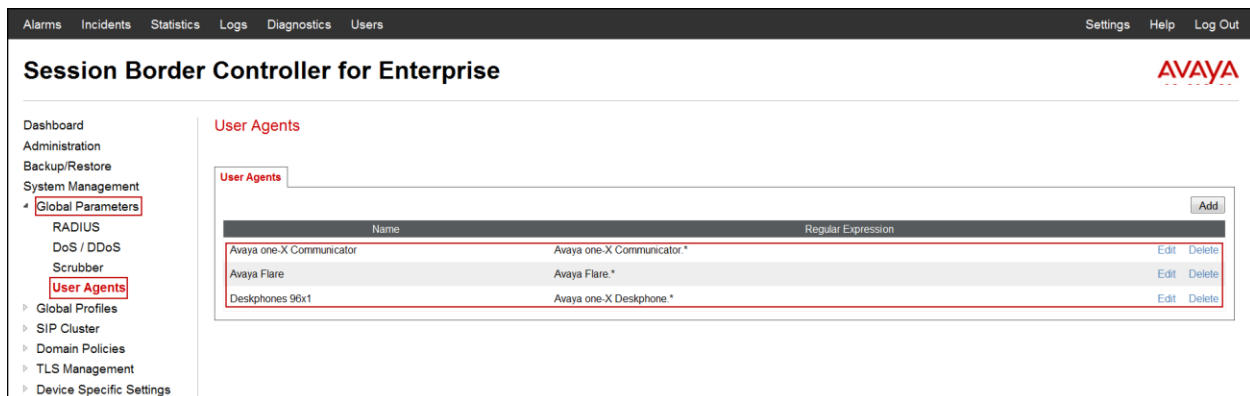 Alarms Incidents Statistics Logs Diagnostics Users Settings Help Log Out
Session Border Controller for Enterprise AVAYA
Dashboard
Administration
Backup/Restore
System Management
Global Parameters
RADIUS
DoS / DDoS
Scrubber
User Agents
Global Profiles
SIP Cluster
Domain Policies
TLS Management
Device Specific Settings
User Agents
User Agents
Add
Name Regular Expression
Avaya one-X Communicator Avaya one-X Communicator.* Edit Delete
Avaya Flare Avaya Flare.* Edit Delete
Deskphones 96x1 Avaya one-X Deskphone.* Edit Delete